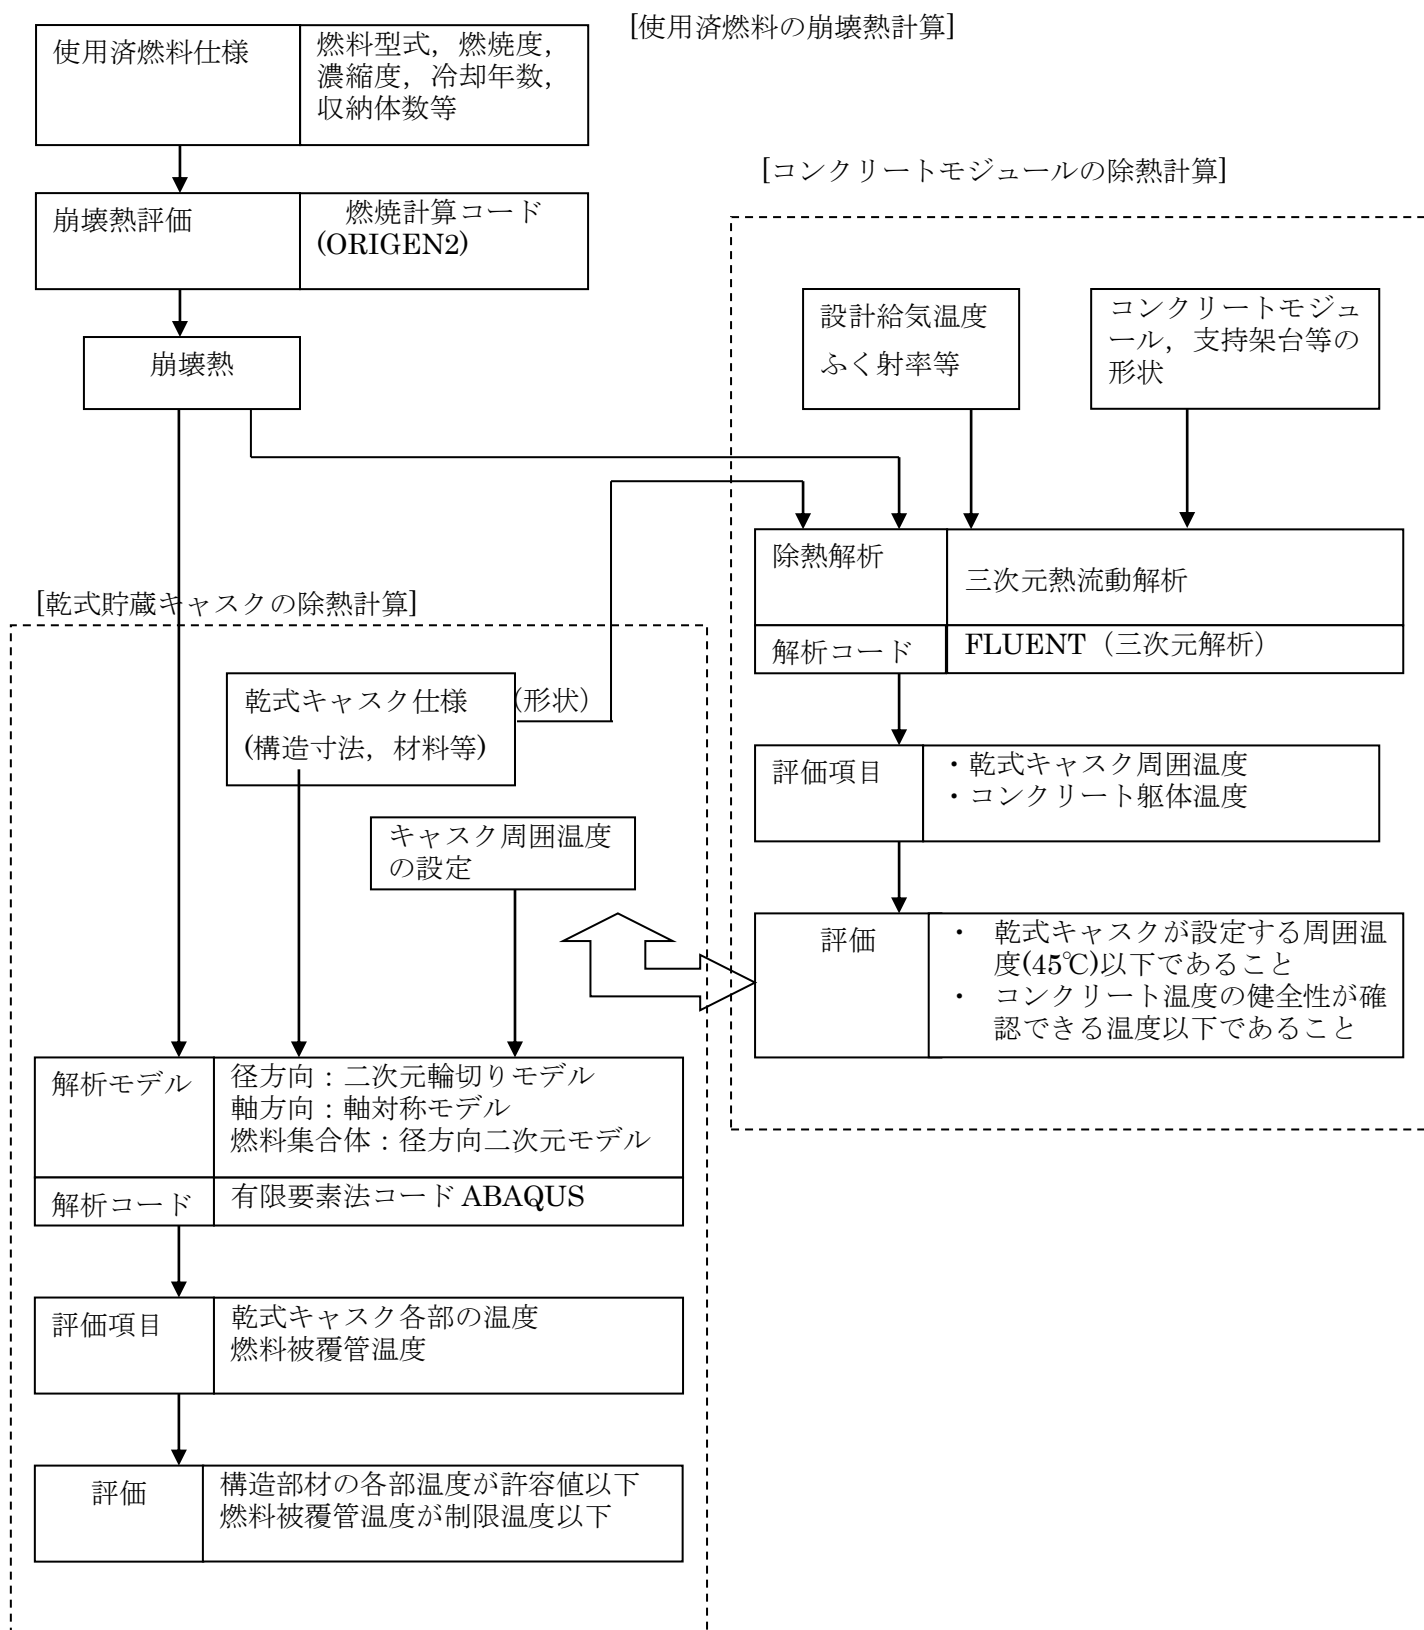 [使用済燃料の崩壊熱計算]
使用済燃料仕様
燃料型式，燃焼度，
濃縮度，冷却年数，
収納体数等
崩壊熱評価
燃焼計算コード
(ORIGEN2)
崩壊熱
[コンクリートモジュールの除熱計算]
設計給気温度
ふく射率等
コンクリートモジュ
ール，支持架台等の
形状
除熱解析
三次元熱流動解析
解析コード
FLUENT（三次元解析）
評価項目
・乾式キャスク周囲温度
・コンクリート躯体温度
評価
・ 乾式キャスクが設定する周囲温
度(45℃)以下であること
・ コンクリート温度の健全性が確
認できる温度以下であること
[乾式貯蔵キャスクの除熱計算]
乾式キャスク仕様
(構造寸法，材料等)
（形状）
キャスク周囲温度
の設定
解析モデル
径方向：二次元輪切りモデル
軸方向：軸対称モデル
燃料集合体：径方向二次元モデル
解析コード
有限要素法コード ABAQUS
評価項目
乾式キャスク各部の温度
燃料被覆管温度
評価
構造部材の各部温度が許容値以下
燃料被覆管温度が制限温度以下